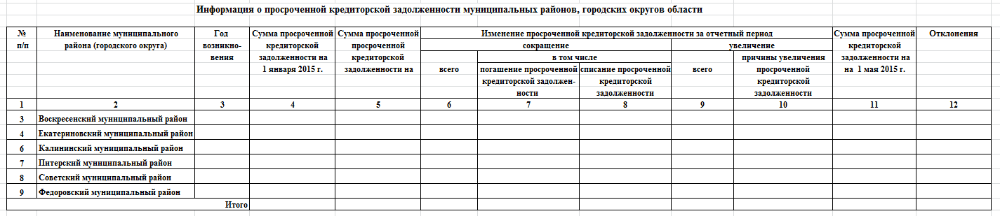 Информация о просроченной кредиторской задолженности муниципальных районов, городских округов области
№ п/п
Наименование муниципального района (городского округа)
Год возникно- вения
Сумма просроченной кредиторской задолженности на 1 января 2015 г.
Сумма просроченной просроченной кредиторской задолженности на
Изменение просроченной кредиторской задолженности за отчетный период
сокращение
всего
в том числе
погашение просроченной кредиторской задолжен- ности
списание просроченной кредиторской задолженности
увеличение
всего
причины увеличения просроченной кредиторской задолженности
Сумма просроченной кредиторской задолженности на на 1 мая 2015 г.
Отклонения
1 2 3 4 5 6 7 8 9 10 11 12
3 Воскресенский муниципальный район
4 Екатериновский муниципальный район
6 Калининский муниципальный район
7 Питерский муниципальный район
8 Советский муниципальный район
9 Федоровский муниципальный район
Итого